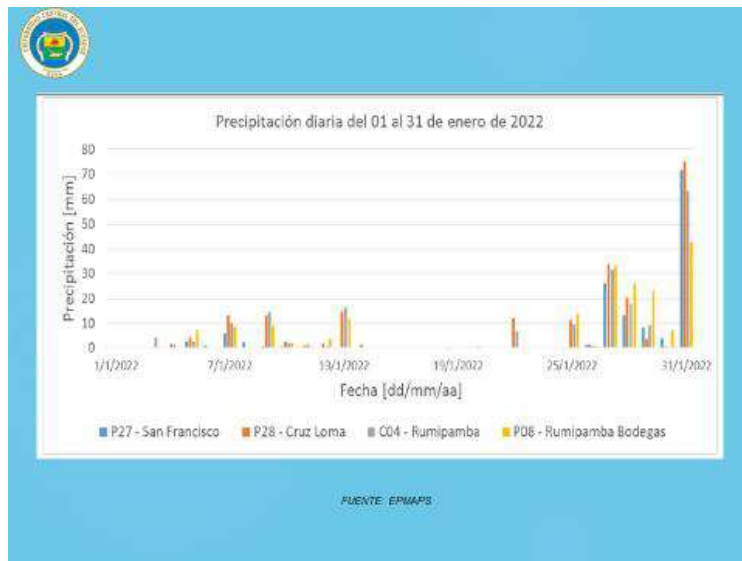 Precipitación diaria del 01 al 31 de enero de 2022
Precipitación [mm]
80
70
60
50
40
30
20
10
0
1/1/2022 7/1/2022 13/1/2022 19/1/2022 25/1/2022 31/1/2022
Fecha [dd/mm/aa]
P27 - San Francisco P28 - Cruz Loma C04 - Rumipamba P08 - Rumipamba Bodegas
FUENTE: EPMAPS